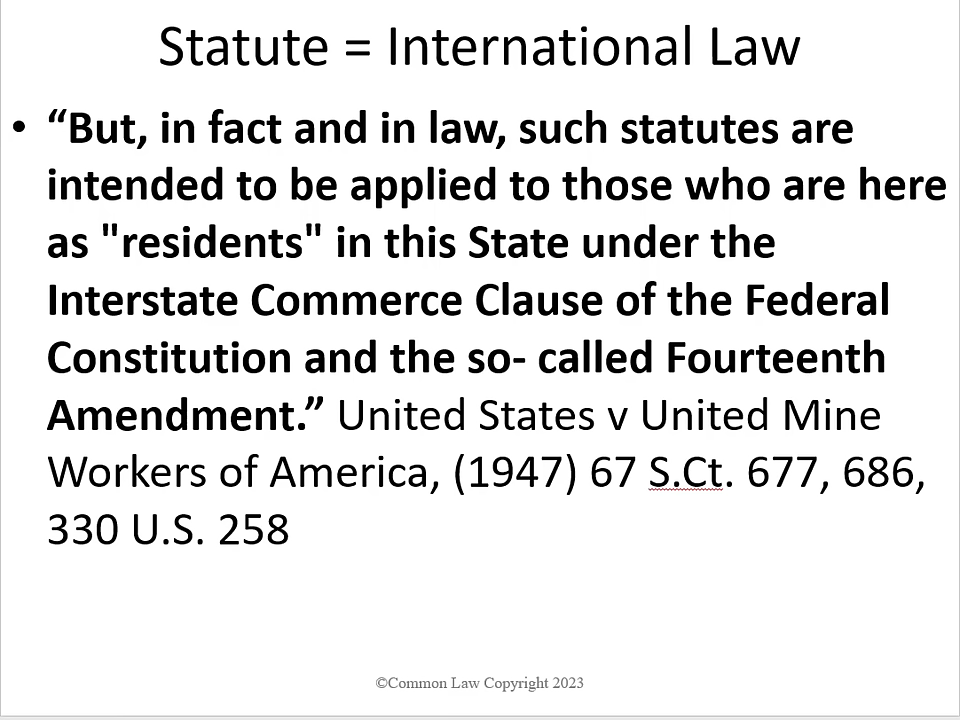 Statute = International Law
• “But, in fact and in law, such statutes are
intended to be applied to those who are here
as "residents" in this State under the
Interstate Commerce Clause of the Federal
Constitution and the so- called Fourteenth
Amendment.” United States v United Mine
Workers of America, (1947) 67 S.Ct. 677, 686,
330 U.S. 258
©Common Law Copyright 2023